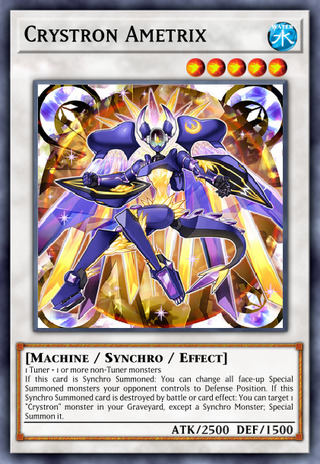 Crystron Ametrix
WATER
水
[Machine / Synchro / Effect]
1 Tuner + 1 or more non-Tuner monsters
If this card is Synchro Summoned: You can change all face-up Special
Summoned monsters your opponent controls to Defense Position. If this
Synchro Summoned card is destroyed by battle or card effect: You can target 1
"Crystron" monster in your Graveyard, except a Synchro Monster; Special
Summon it.
ATK/2500 DEF/1500